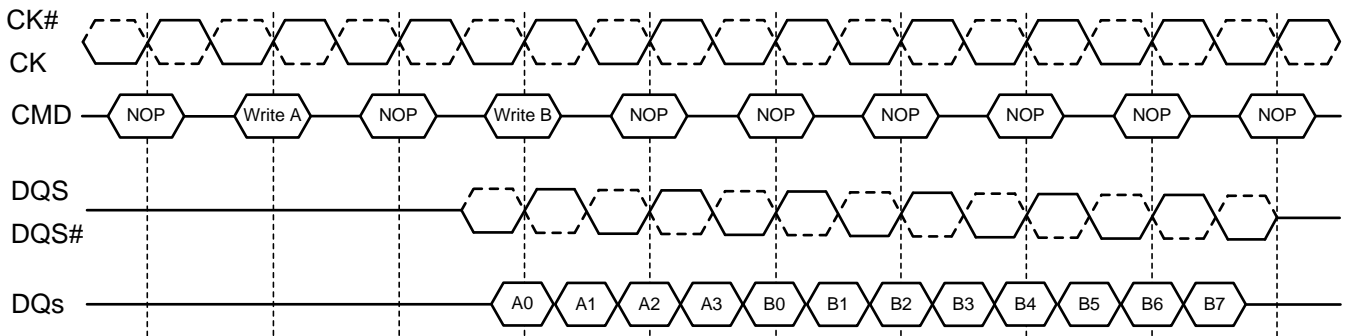 CK#
CK
CMD NOP Write A NOP Write B NOP NOP NOP NOP NOP NOP
DQS
DQS#
DQs A0 A1 A2 A3 B0 B1 B2 B3 B4 B5 B6 B7